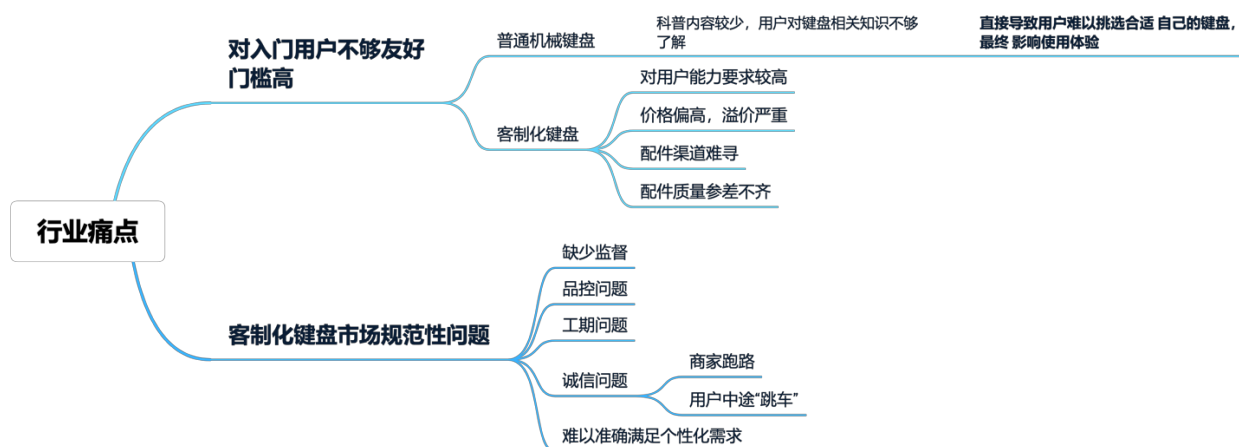 行业痛点
对入门用户不够友好
门槛高
普通机械键盘
科普内容较少，用户对键盘相关知识不够
了解
直接导致用户难以挑选合适 自己的键盘，
最终 影响使用体验
客制化键盘
对用户能力要求较高
价格偏高，溢价严重
配件渠道难寻
配件质量参差不齐
客制化键盘市场规范性问题
缺少监督
品控问题
工期问题
诚信问题
商家跑路
用户中途“跳车”
难以准确满足个性化需求